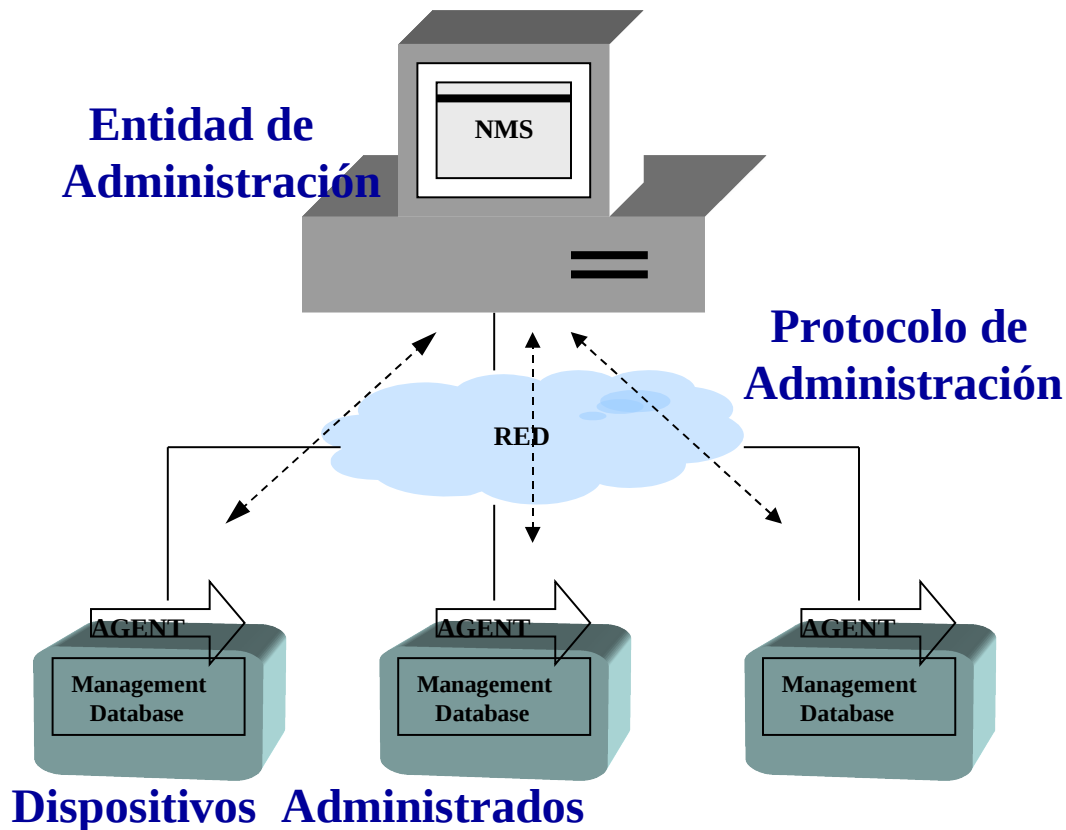 Entidad de
Administración
NMS
Protocolo de
Administración
RED
AGENT
Management
Database
AGENT
Management
Database
AGENT
Management
Database
Dispositivos Administrados